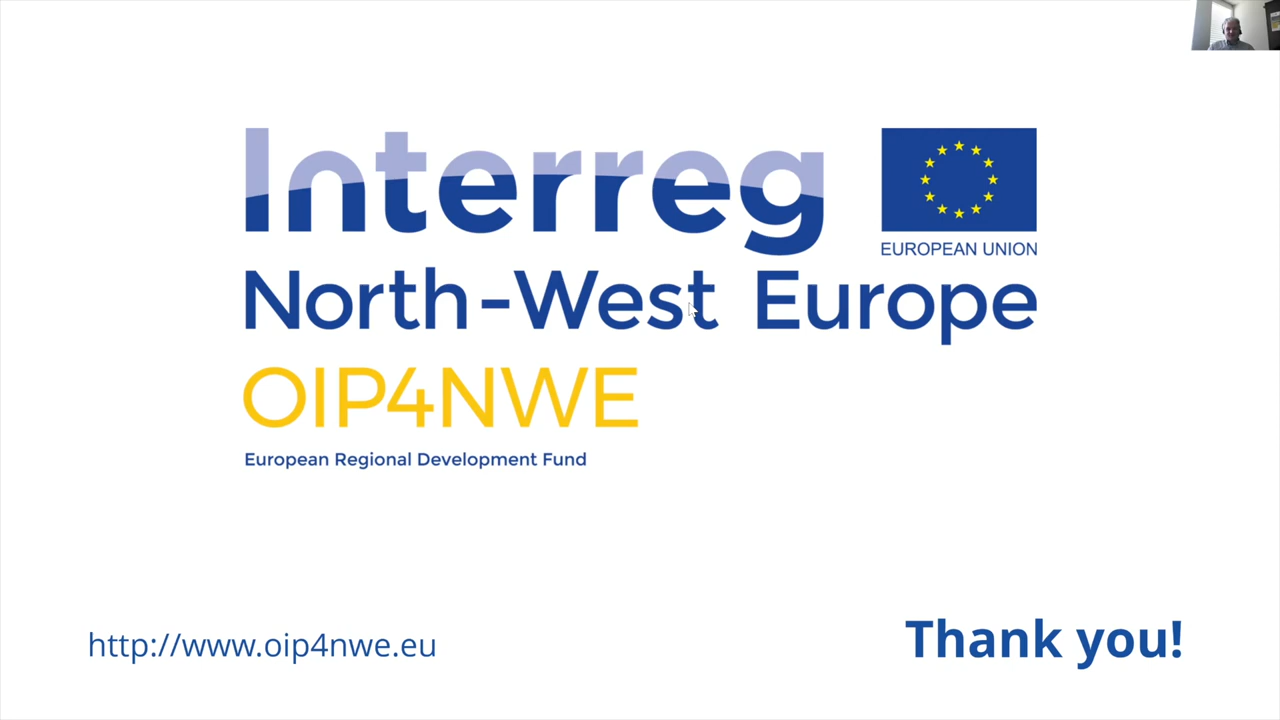 Interreg
EUROPEAN UNION
North-West Europe
OIP4NWE
European Regional Development Fund
http://www.oip4nwe.eu
Thank you!